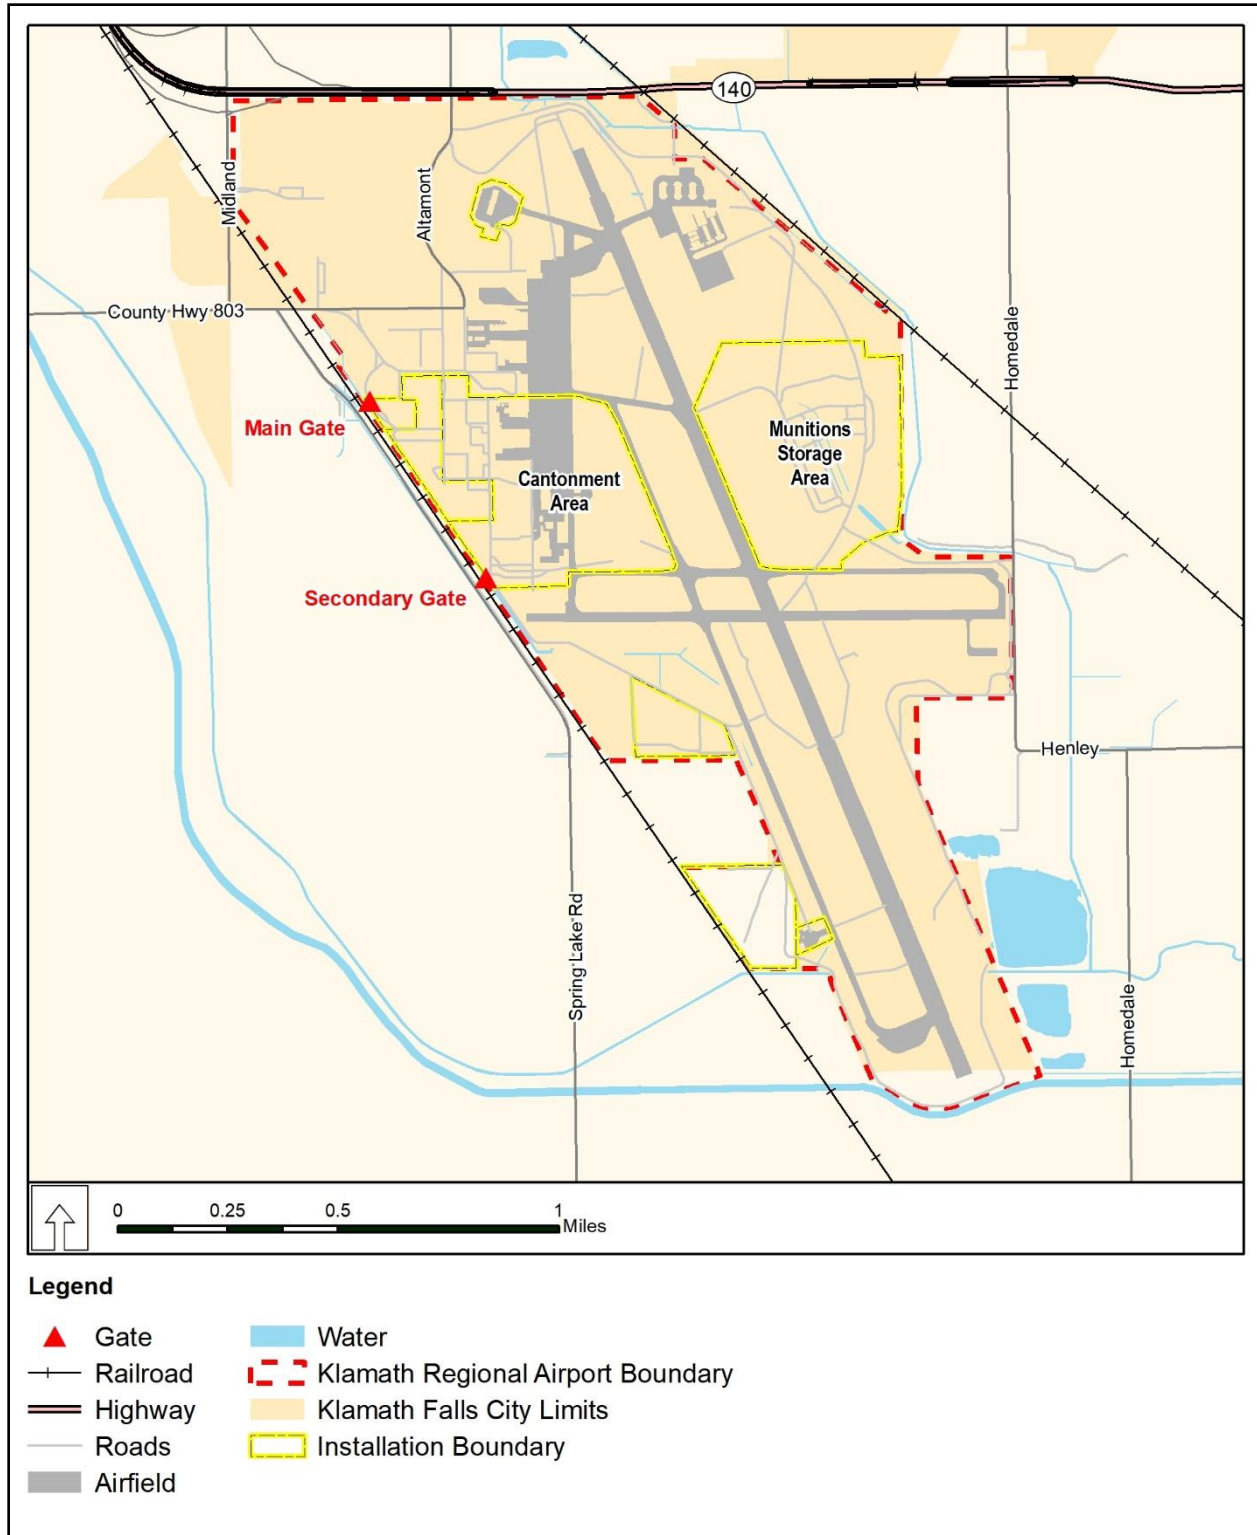 140
Midland
Altamont
County Hwy 803
Homedale
Main Gate
Munitions
Storage
Area
Cantonment
Area
Secondary Gate
Henley
Spring Lake Rd
Homedale
0 0.25 0.5 1
Miles
Legend
Gate
Railroad
Highway
Roads
Airfield
Water
Klamath Regional Airport Boundary
Klamath Falls City Limits
Installation Boundary